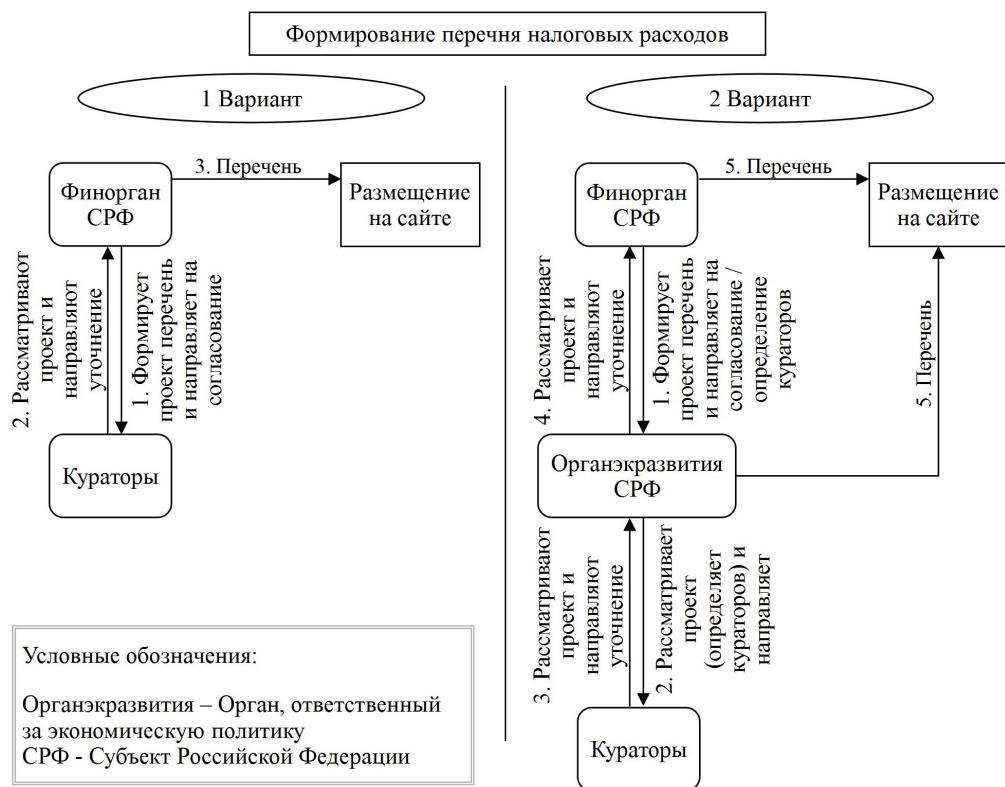 Формирование перечня налоговых расходов
1 Вариант
3. Перечень
Финорган
СРФ
Размещение
на сайте
2. Рассматривают
проект и
направляют
уточнение
1. Формирует
проект перечень
и направляет на
согласование
Кураторы
Условные обозначения:
Органэкразвития – Орган, ответственный
за экономическую политику
СРФ - Субъект Российской Федерации
2 Вариант
5. Перечень
Финорган
СРФ
Размещение
на сайте
4. Рассматривает
проект и
направляют
уточнение
1. Формирует
проект перечень
и направляет на
согласование /
определение
кураторов
5. Перечень
Органэкразвития
СРФ
3. Рассматривают
проект и
направляют
уточнение
2. Рассматривает
проект
(определяет
кураторов) и
направляет
Кураторы